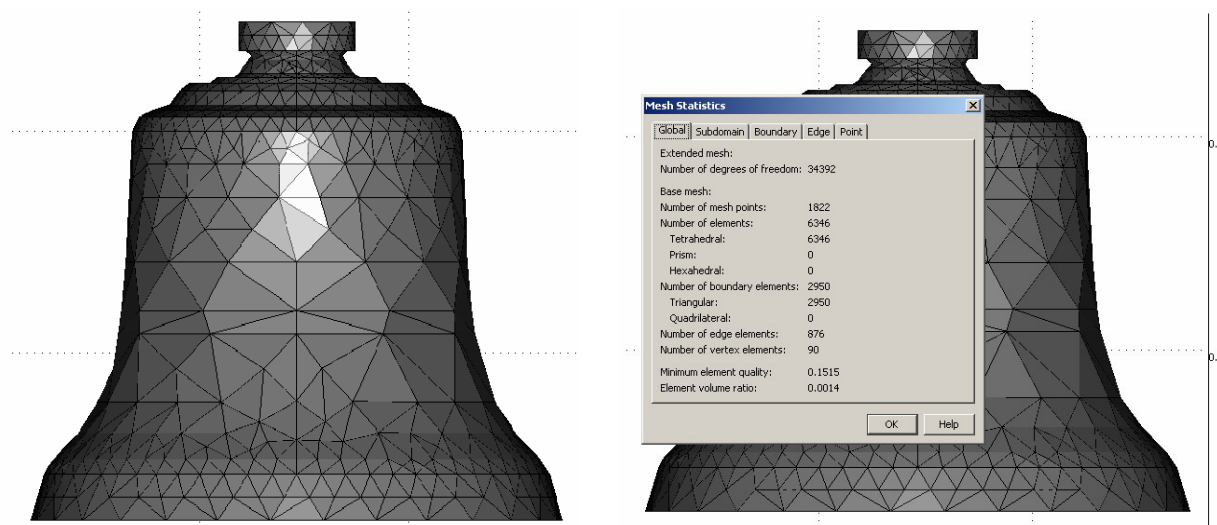 Mesh Statistics
Global Subdomain Boundary Edge Point
Extended mesh:
Number of degrees of freedom: 34392
Base mesh:
Number of mesh points: 1822
Number of elements: 6346
Tetrahedral: 6346
Prism: 0
Hexahedral: 0
Number of boundary elements: 2950
Triangular: 2950
Quadrilateral: 0
Number of edge elements: 876
Number of vertex elements: 90
Minimum element quality: 0.1515
Element volume ratio: 0.0014
OK Help
0.
0.